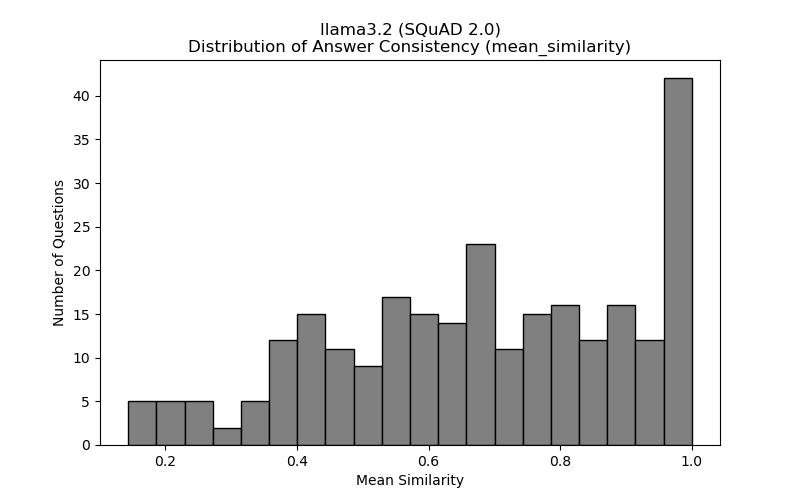 llama3.2 (SQuAD 2.0)
Distribution of Answer Consistency (mean_similarity)
Number of Questions
40
35
30
25
20
15
10
5
0
0.2 0.4 0.6 0.8 1.0
Mean Similarity